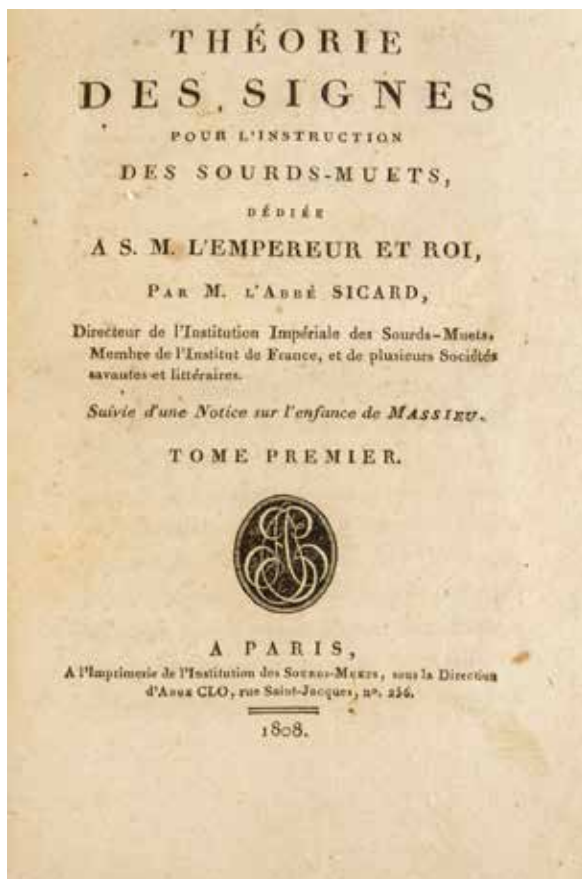 THÉORIE
DES SIGNES
POUR L'INSTRUCTION
DES SOURDS-MUETS,
DÉDIÉE
A S. M. L'EMPEREUR ET ROI,
PAR M. L'ABBÉ SICARD,
Directeur de l'Institution Impériale des Sourds-Muets,
Membre de l'Institut de France, et de plusieurs Sociétés
savantes et littéraires.
Suivie d'une Notice sur l'enfance de MASSIEU.
TOME PREMIER.
A PARIS,
A l'Imprimerie de l'Institution des SOURDS-MUETS, sous la Direction
d'ANGE CLO, rue Saint-Jacques, nº. 256.
1808.